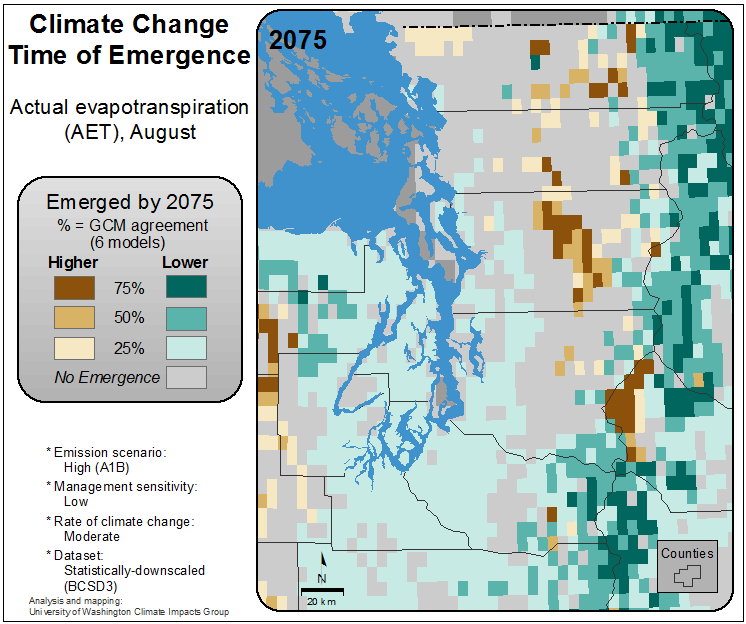 Climate Change
Time of Emergence
Actual evapotranspiration
(AET), August
Emerged by 2075
% = GCM agreement
(6 models)
Higher Lower
75%
50%
25%
No Emergence
* Emission scenario:
High (A1B)
* Management sensitivity:
Low
* Rate of climate change:
Moderate
* Dataset:
Statistically-downscaled
(BCSD3)
Analysis and mapping:
University of Washington Climate Impacts Group
2075
N
20 km
Counties